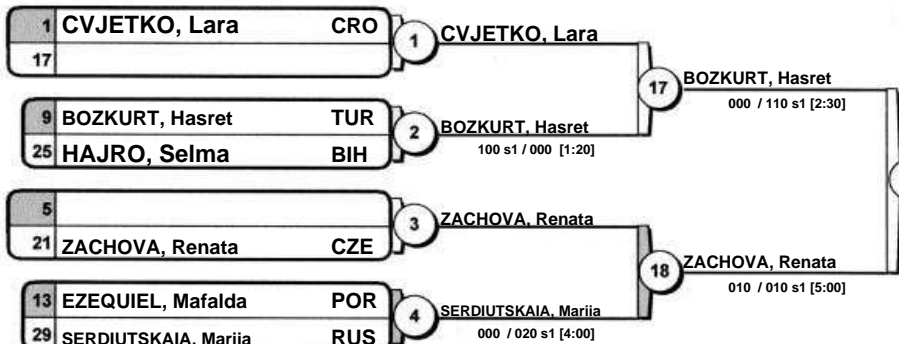 1 CVJETKO, Lara CRO
17
1 CVJETKO, Lara
9 BOZKURT, Hasret TUR
25 HAJRO, Selma BIH
2 BOZKURT, Hasret
100 s1 / 000 [1:20]
17 BOZKURT, Hasret
000 / 110 s1 [2:30]
5
21 ZACHOVA, Renata CZE
3 ZACHOVA, Renata
13 EZEQUIEL, Mafalda POR
29 SERDIUTSKAIA, Mariia RUS
4 SERDIUTSKAIA, Mariia
000 / 020 s1 [4:00]
18 ZACHOVA, Renata
010 / 010 s1 [5:00]